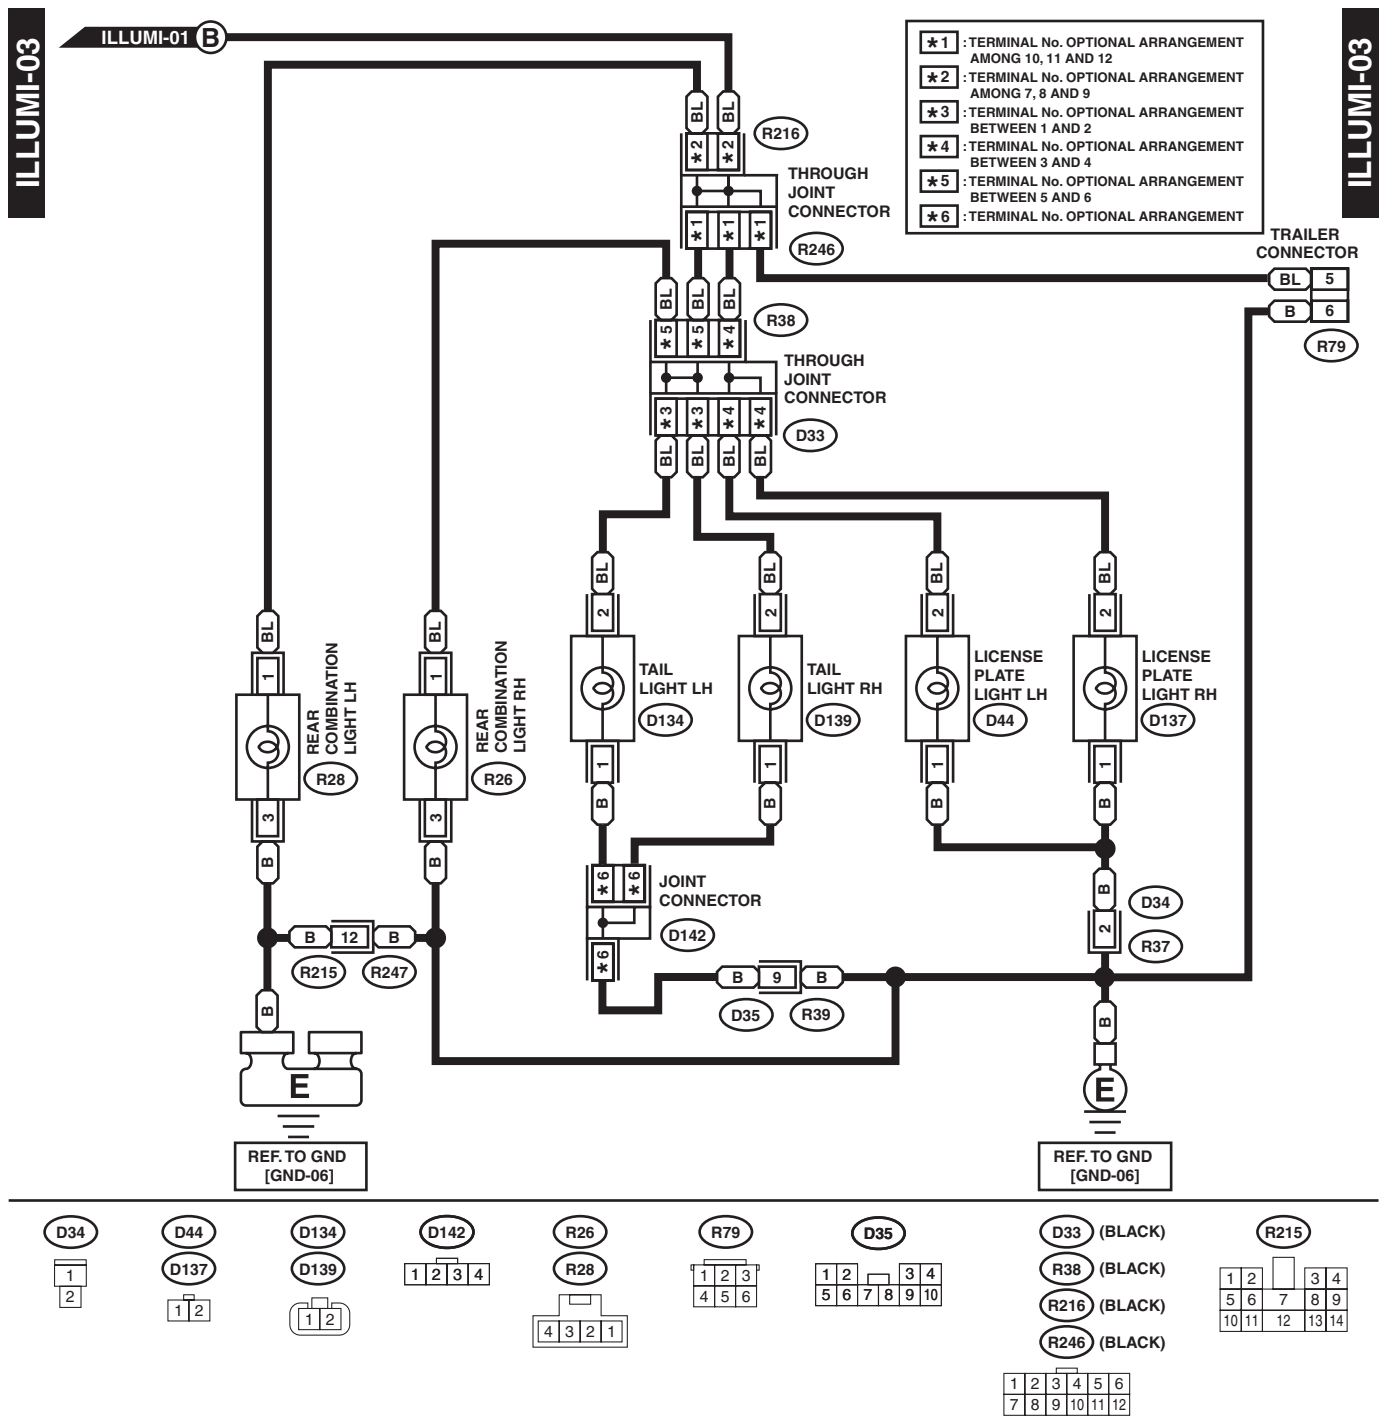 ILLUMI-03
ILLUMI-01 B
ILLUMI-03
*1 : TERMINAL No. OPTIONAL ARRANGEMENT
AMONG 10, 11 AND 12
*2 : TERMINAL No. OPTIONAL ARRANGEMENT
AMONG 7, 8 AND 9
*3 : TERMINAL No. OPTIONAL ARRANGEMENT
BETWEEN 1 AND 2
*4 : TERMINAL No. OPTIONAL ARRANGEMENT
BETWEEN 3 AND 4
*5 : TERMINAL No. OPTIONAL ARRANGEMENT
BETWEEN 5 AND 6
*6 : TERMINAL No. OPTIONAL ARRANGEMENT
BL BL
R216
*2 *2
THROUGH
JOINT
CONNECTOR
*1 *1 *1
R246
TRAILER
CONNECTOR
BL 5
B 6
R79
BL BL BL
R38
*5 *5 *4
THROUGH
JOINT
CONNECTOR
*3 *3 *4 *4
D33
BL BL BL BL
BL BL BL BL
2 2 2 2
BL BL
1 1
REAR
COMBINATION
LIGHT LH
R28
REAR
COMBINATION
LIGHT RH
R26
TAIL
LIGHT LH
D134
TAIL
LIGHT RH
D139
LICENSE
PLATE
LIGHT LH
D44
LICENSE
PLATE
LIGHT RH
D137
1 1 1 1
B B B B
3 3
B B
*6 *6
JOINT
CONNECTOR
D142
*6
B
D34
2
R37
B 12 B
R215 R247
B 9 B
D35 R39
B
B
E
E
REF. TO GND
[GND-06]
REF. TO GND
[GND-06]
D34
1
2
D44
D137
1 2
D134
D139
1 2
D142
1 2 3 4
R26
R28
4 3 2 1
R79
1 2 3
4 5 6
D35
1 2 3 4
5 6 7 8 9 10
D33 (BLACK)
R38 (BLACK)
R216 (BLACK)
R246 (BLACK)
1 2 3 4 5 6
7 8 9 10 11 12
R215
1 2 3 4
5 6 7 8 9
10 11 12 13 14